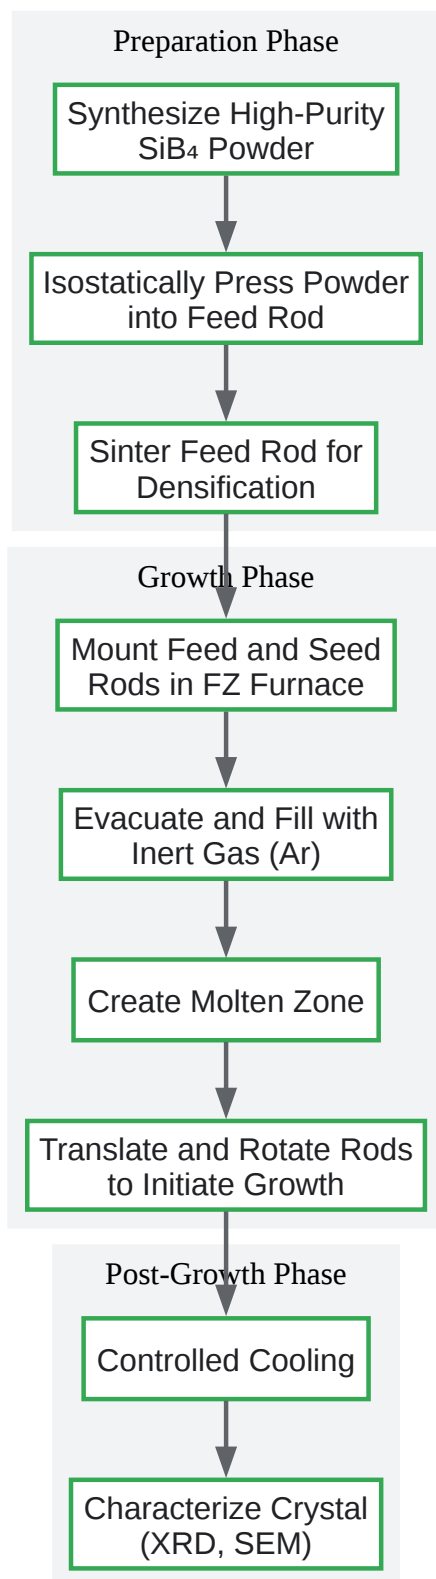 Preparation Phase
Synthesize High-Purity
SiB₄ Powder
Isostatically Press Powder
into Feed Rod
Sinter Feed Rod for
Densification
Growth Phase
Mount Feed and Seed
Rods in FZ Furnace
Evacuate and Fill with
Inert Gas (Ar)
Create Molten Zone
Translate and Rotate Rods
to Initiate Growth
Post-Growth Phase
Controlled Cooling
Characterize Crystal
(XRD, SEM)